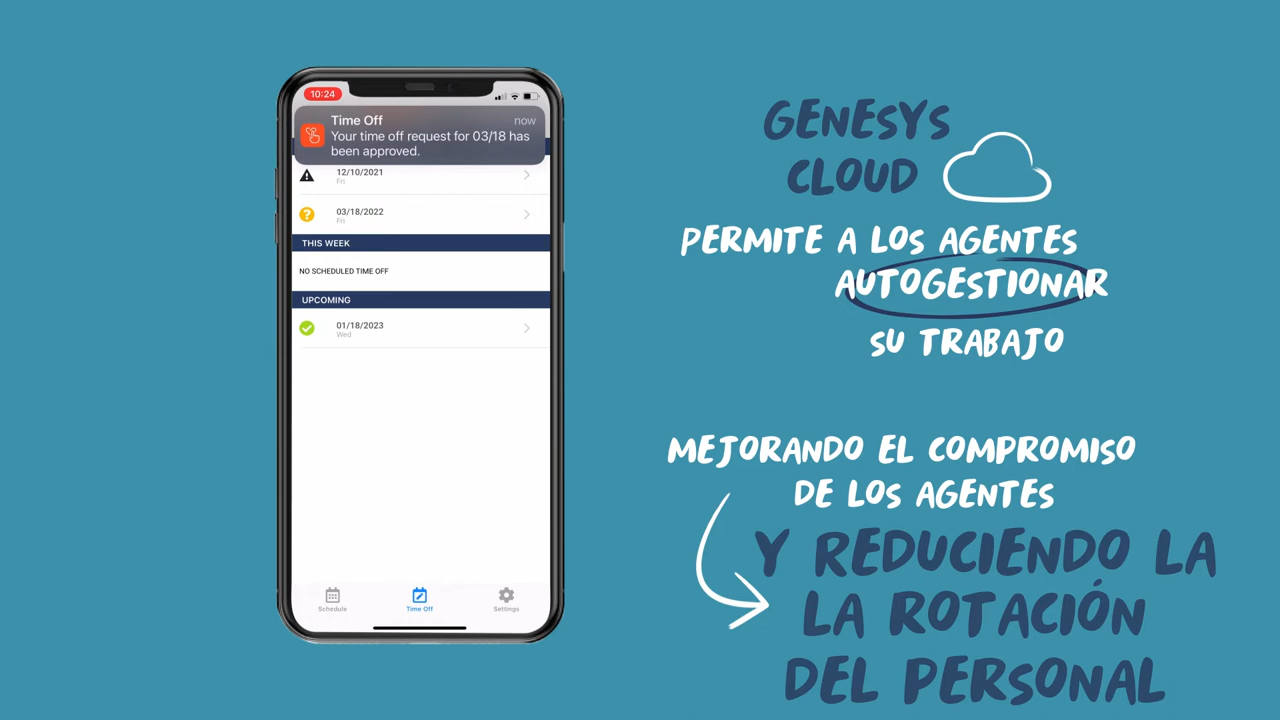 10:24
Time Off now
Your time off request for 03/18 has
been approved.
12/10/2021
Fri
03/18/2022
Fri
THIS WEEK
NO SCHEDULED TIME OFF
UPCOMING
01/18/2023
Wed
Schedule Time Off Settings
GENESYS
CLOUD
PERMITE A LOS AGENTES
AUTOGESTIONAR
SU TRABAJO
MEJORANDO EL COMPROMISO
DE LOS AGENTES
Y REDUCIENDO LA
LA ROTACIÓN
DEL PERSONAL